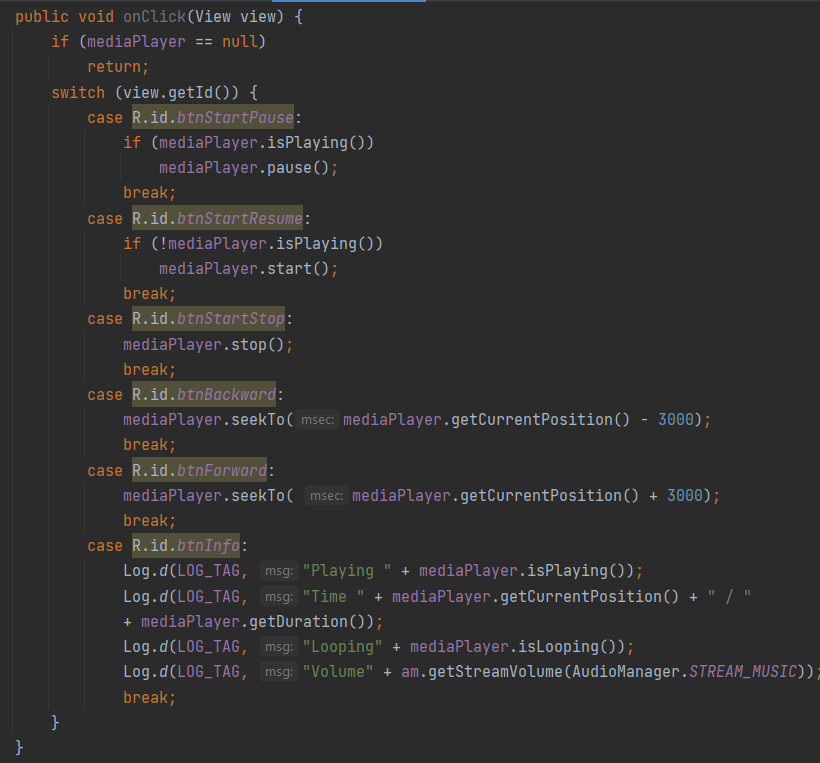 public void onClick(View view) {
    if (mediaPlayer == null)
        return;
    switch (view.getId()) {
        case R.id.btnStartPause:
            if (mediaPlayer.isPlaying())
                mediaPlayer.pause();
            break;
        case R.id.btnStartResume:
            if (!mediaPlayer.isPlaying())
                mediaPlayer.start();
            break;
        case R.id.btnStartStop:
            mediaPlayer.stop();
            break;
        case R.id.btnBackward:
            mediaPlayer.seekTo( msec: mediaPlayer.getCurrentPosition() - 3000);
            break;
        case R.id.btnForward:
            mediaPlayer.seekTo( msec: mediaPlayer.getCurrentPosition() + 3000);
            break;
        case R.id.btnInfo:
            Log.d(LOG_TAG, msg: "Playing " + mediaPlayer.isPlaying());
            Log.d(LOG_TAG, msg: "Time " + mediaPlayer.getCurrentPosition() + " / "
            + mediaPlayer.getDuration());
            Log.d(LOG_TAG, msg: "Looping" + mediaPlayer.isLooping());
            Log.d(LOG_TAG, msg: "Volume" + am.getStreamVolume(AudioManager.STREAM_MUSIC));
            break;
    }
}